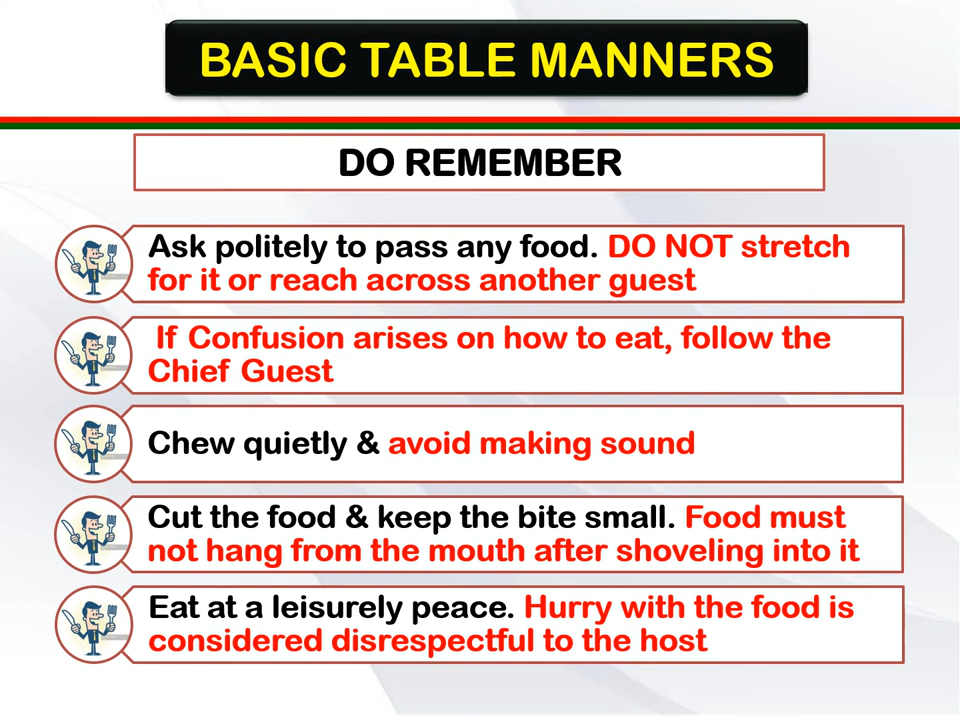 BASIC TABLE MANNERS
DO REMEMBER
Ask politely to pass any food. DO NOT stretch
for it or reach across another guest
If Confusion arises on how to eat, follow the
Chief Guest
Chew quietly & avoid making sound
Cut the food & keep the bite small. Food must
not hang from the mouth after shoveling into it
Eat at a leisurely peace. Hurry with the food is
considered disrespectful to the host